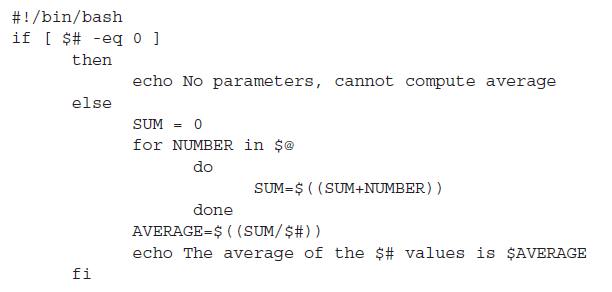 #!/bin/bash
if [ $# -eq 0 ]
then
echo No parameters, cannot compute average
else
SUM = 0
for NUMBER in $@
do
SUM=$((SUM+NUMBER))
done
AVERAGE=$((SUM/$#))
echo The average of the $# values is $AVERAGE
fi